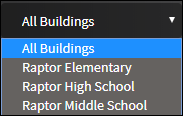 All Buildings
All Buildings
Raptor Elementary
Raptor High School
Raptor Middle School